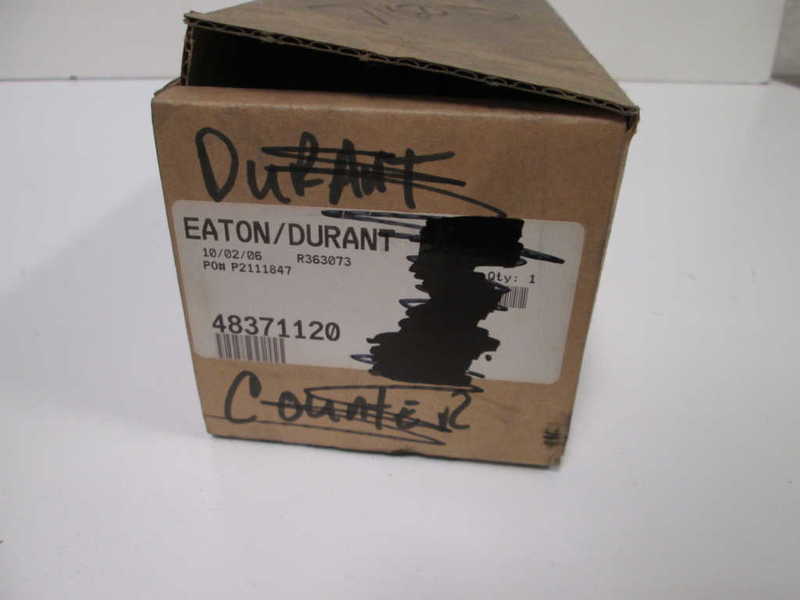 DURANT
EATON/DURANT
10/02/06 R363073
PO# P2111847
Qty: 1
48371120
COUNTER